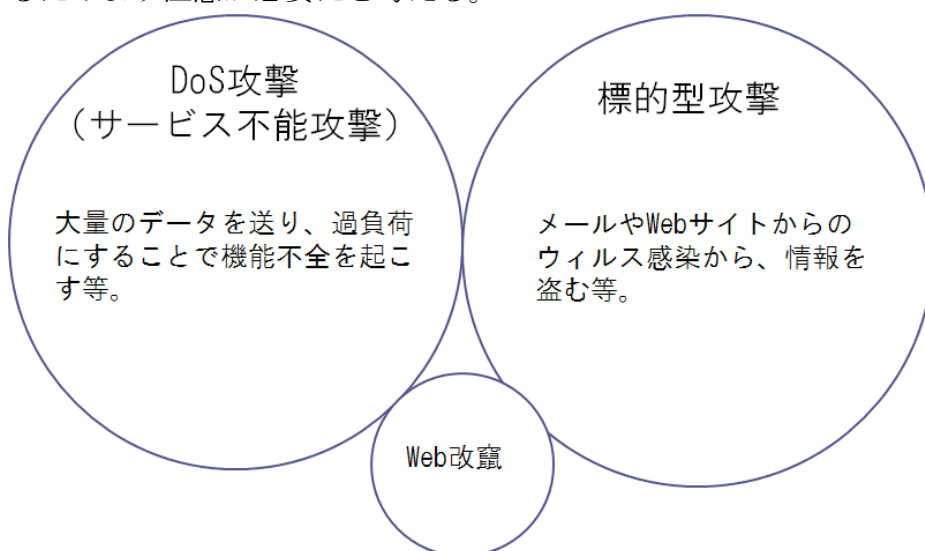 DoS攻撃
（サービス不能攻撃）
大量のデータを送り、過負荷
にすることで機能不全を起こ
す等。
標的型攻撃
メールやWebサイトからの
ウィルス感染から、情報を
盗む等。
Web改竄